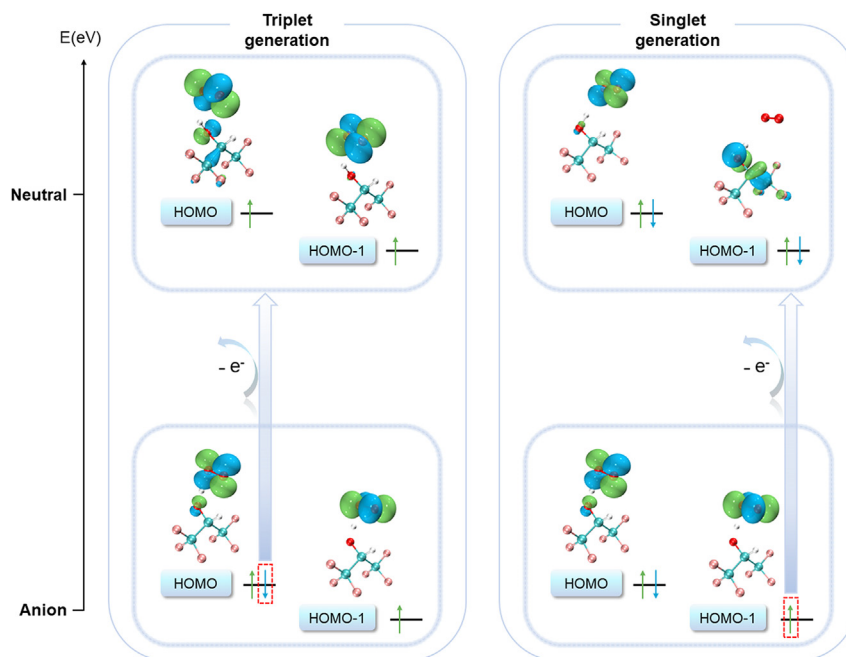 Triplet
generation
Singlet
generation
E(eV)
Neutral
HOMO
HOMO-1
HOMO
HOMO-1
- e-
- e-
Anion
HOMO
HOMO-1
HOMO
HOMO-1